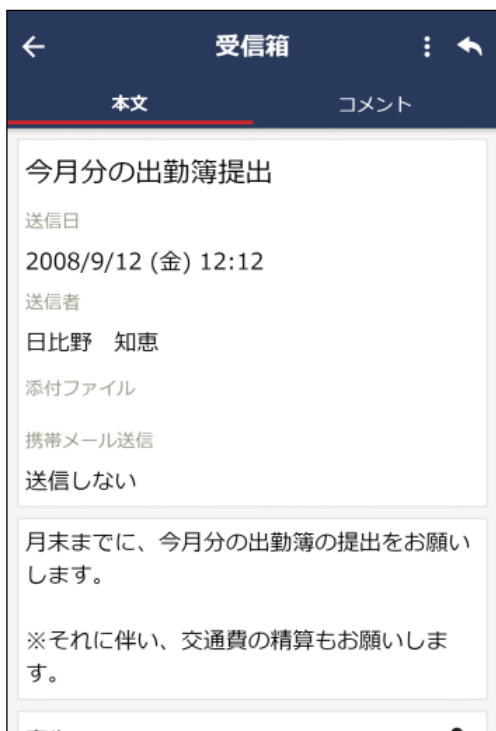 受信箱
本文 コメント
今月分の出勤簿提出
送信日
2008/9/12 (金) 12:12
送信者
日比野　知恵
添付ファイル
携帯メール送信
送信しない
月末までに、今月分の出勤簿の提出をお願い
します。
※それに伴い、交通費の精算もお願いしま
す。